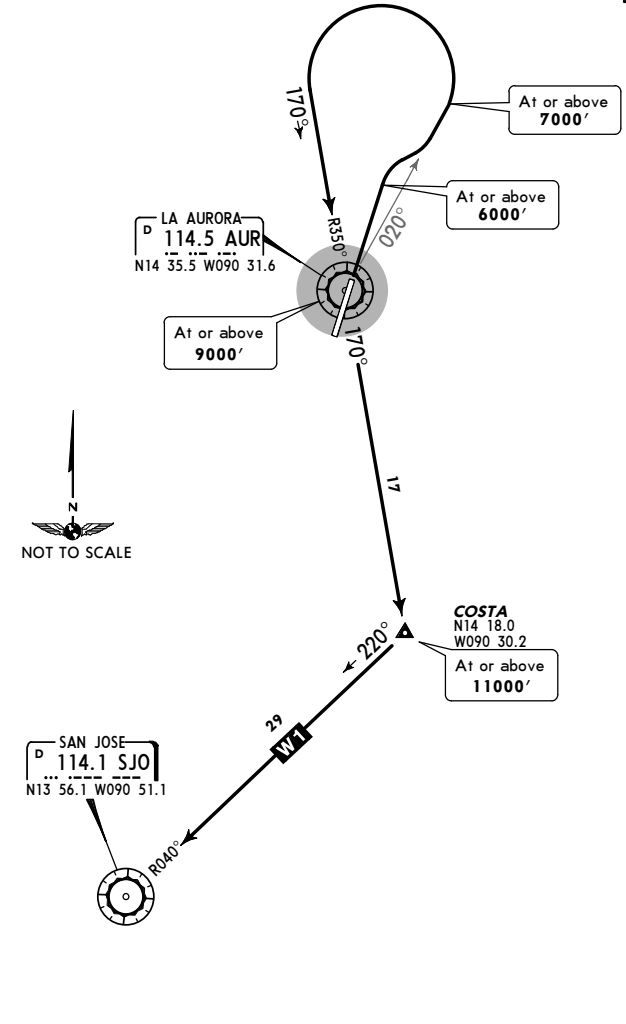 170°
At or above
7000'
At or above
6000'
020°
R350°
LA AURORA
D 114.5 AUR
N14 35.5 W090 31.6
At or above
9000'
170°
17
N
NOT TO SCALE
COSTA
N14 18.0
W090 30.2
At or above
11000'
220°
29
W1
SAN JOSE
D 114.1 SJO
N13 56.1 W090 51.1
R040°